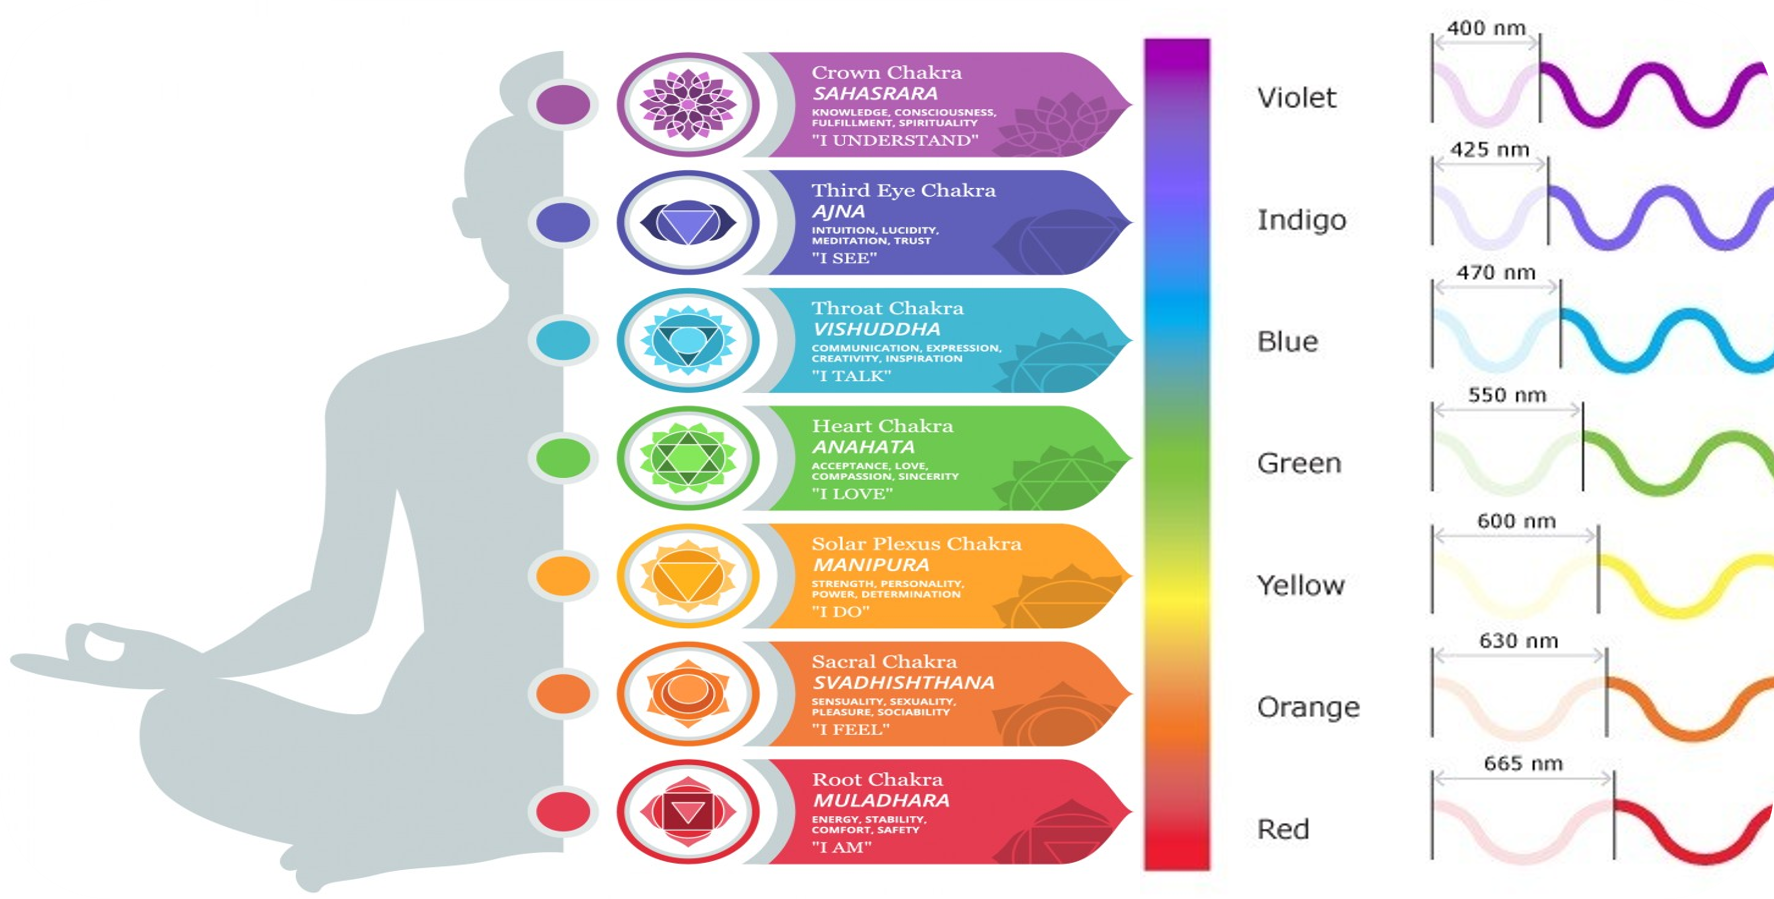 Crown Chakra
SAHASRARA
KNOWLEDGE, CONSCIOUSNESS,
FULFILLMENT, SPIRITUALITY
"I UNDERSTAND"
Third Eye Chakra
AJNA
INTUITION, LUCIDITY,
MEDITATION, TRUST
"I SEE"
Throat Chakra
VISHUDDHA
COMMUNICATION, EXPRESSION,
CREATIVITY, INSPIRATION
"I TALK"
Heart Chakra
ANAHATA
ACCEPTANCE, LOVE,
COMPASSION, SINCERITY
"I LOVE"
Solar Plexus Chakra
MANIPURA
STRENGTH, PERSONALITY,
POWER, DETERMINATION
"I DO"
Sacral Chakra
SVADHISHTHANA
SENSUALITY, SEXUALITY,
PLEASURE, SOCIABILITY
"I FEEL"
Root Chakra
MULADHARA
ENERGY, STABILITY,
COMFORT, SAFETY
"I AM"
Violet
400 nm
Indigo
425 nm
Blue
470 nm
Green
550 nm
Yellow
600 nm
Orange
630 nm
Red
665 nm